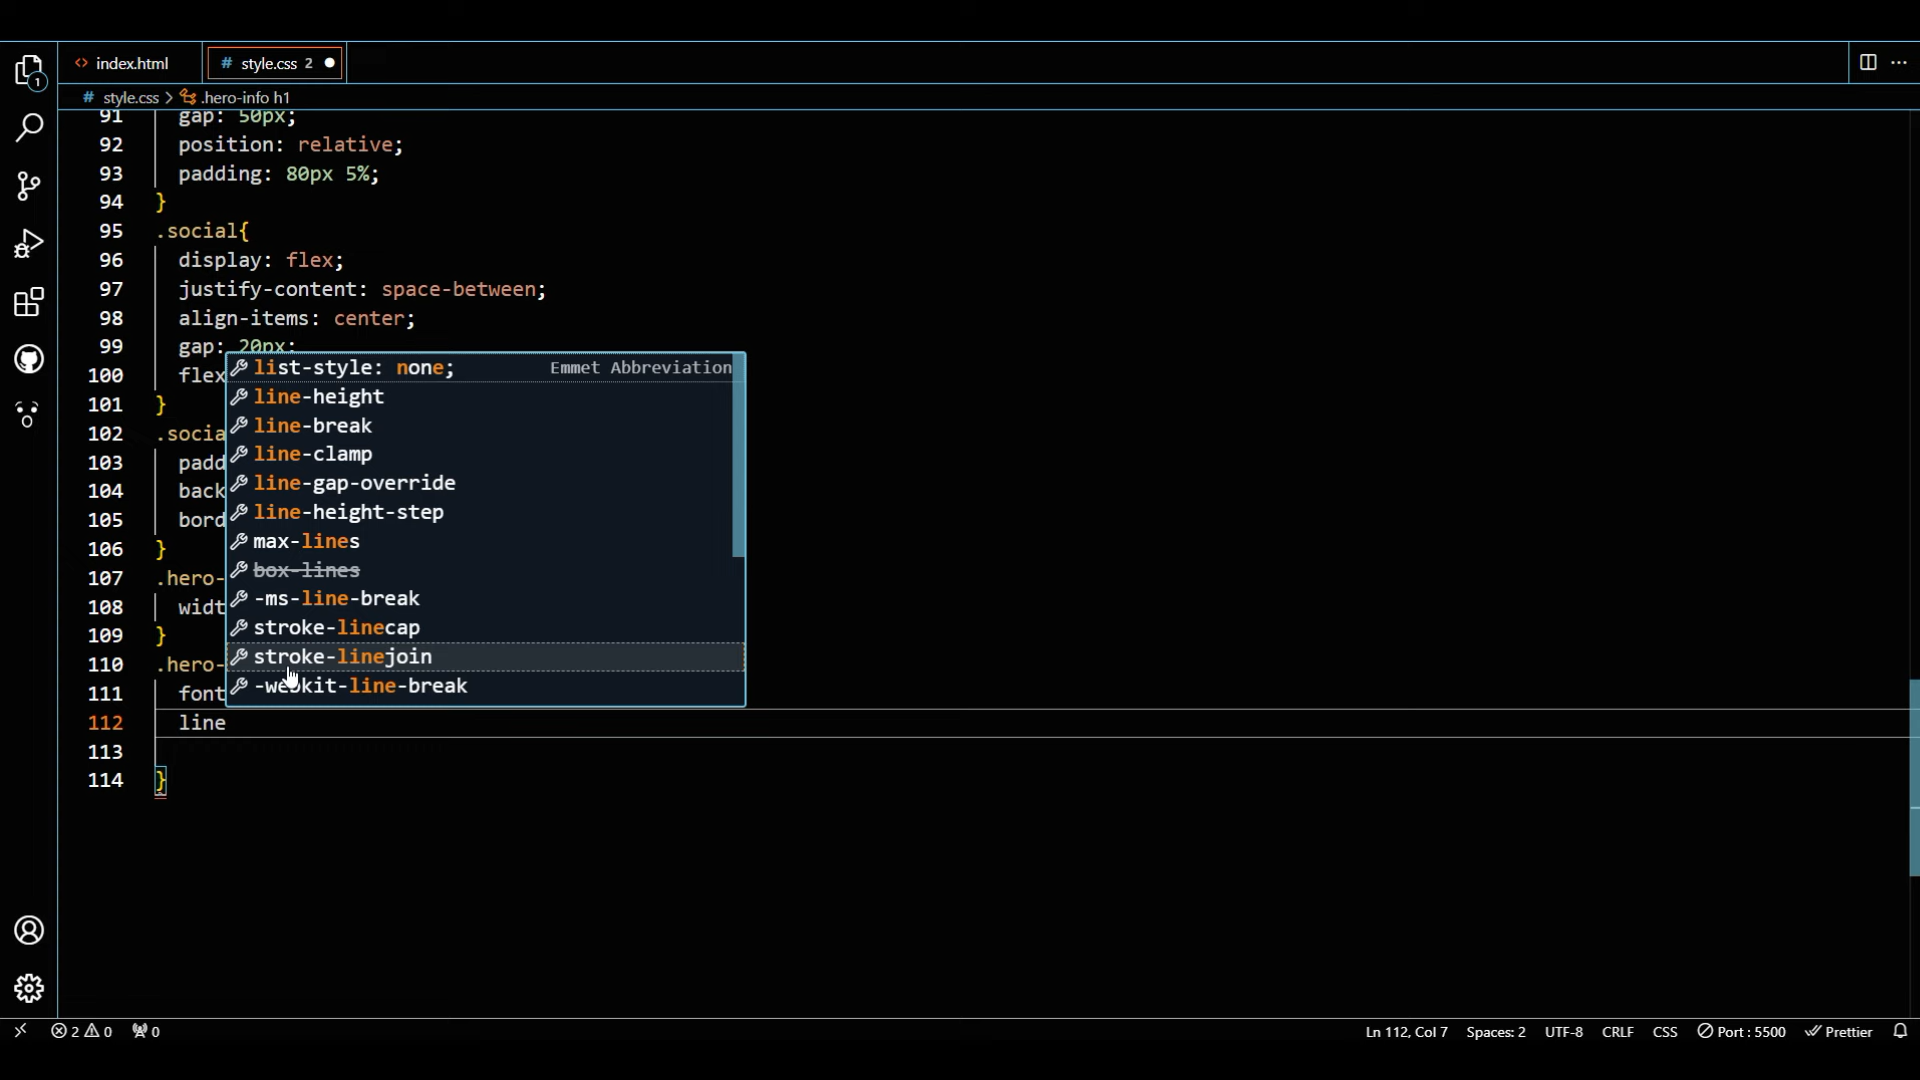 1
index.html
# style.css 2
# style.css > .hero-info h1
91 gap: 50px;
92 position: relative;
93 padding: 80px 5%;
94 }
95 .social{
96 display: flex;
97 justify-content: space-between;
98 align-items: center;
99 gap: 20px;
100 flex
101 }
102 .socia
103 padd
104 back
105 bord
106 }
107 .hero-
108 widt
109 }
110 .hero-
111 font
112 line
113
114 }
list-style: none; Emmet Abbreviation
line-height
line-break
line-clamp
line-gap-override
line-height-step
max-lines
box-lines
-ms-line-break
stroke-linecap
stroke-linejoin
-webkit-line-break
2 0 0 Ln 112, Col 7 Spaces: 2 UTF-8 CRLF CSS Port : 5500 Prettier